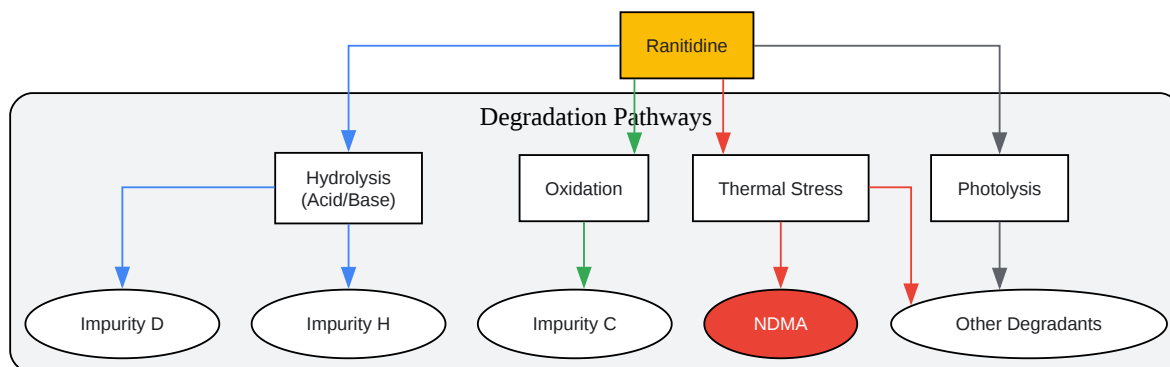 Ranitidine
Degradation Pathways
Hydrolysis
(Acid/Base)
Oxidation
Thermal Stress
Photolysis
Impurity D
Impurity H
Impurity C
NDMA
Other Degradants